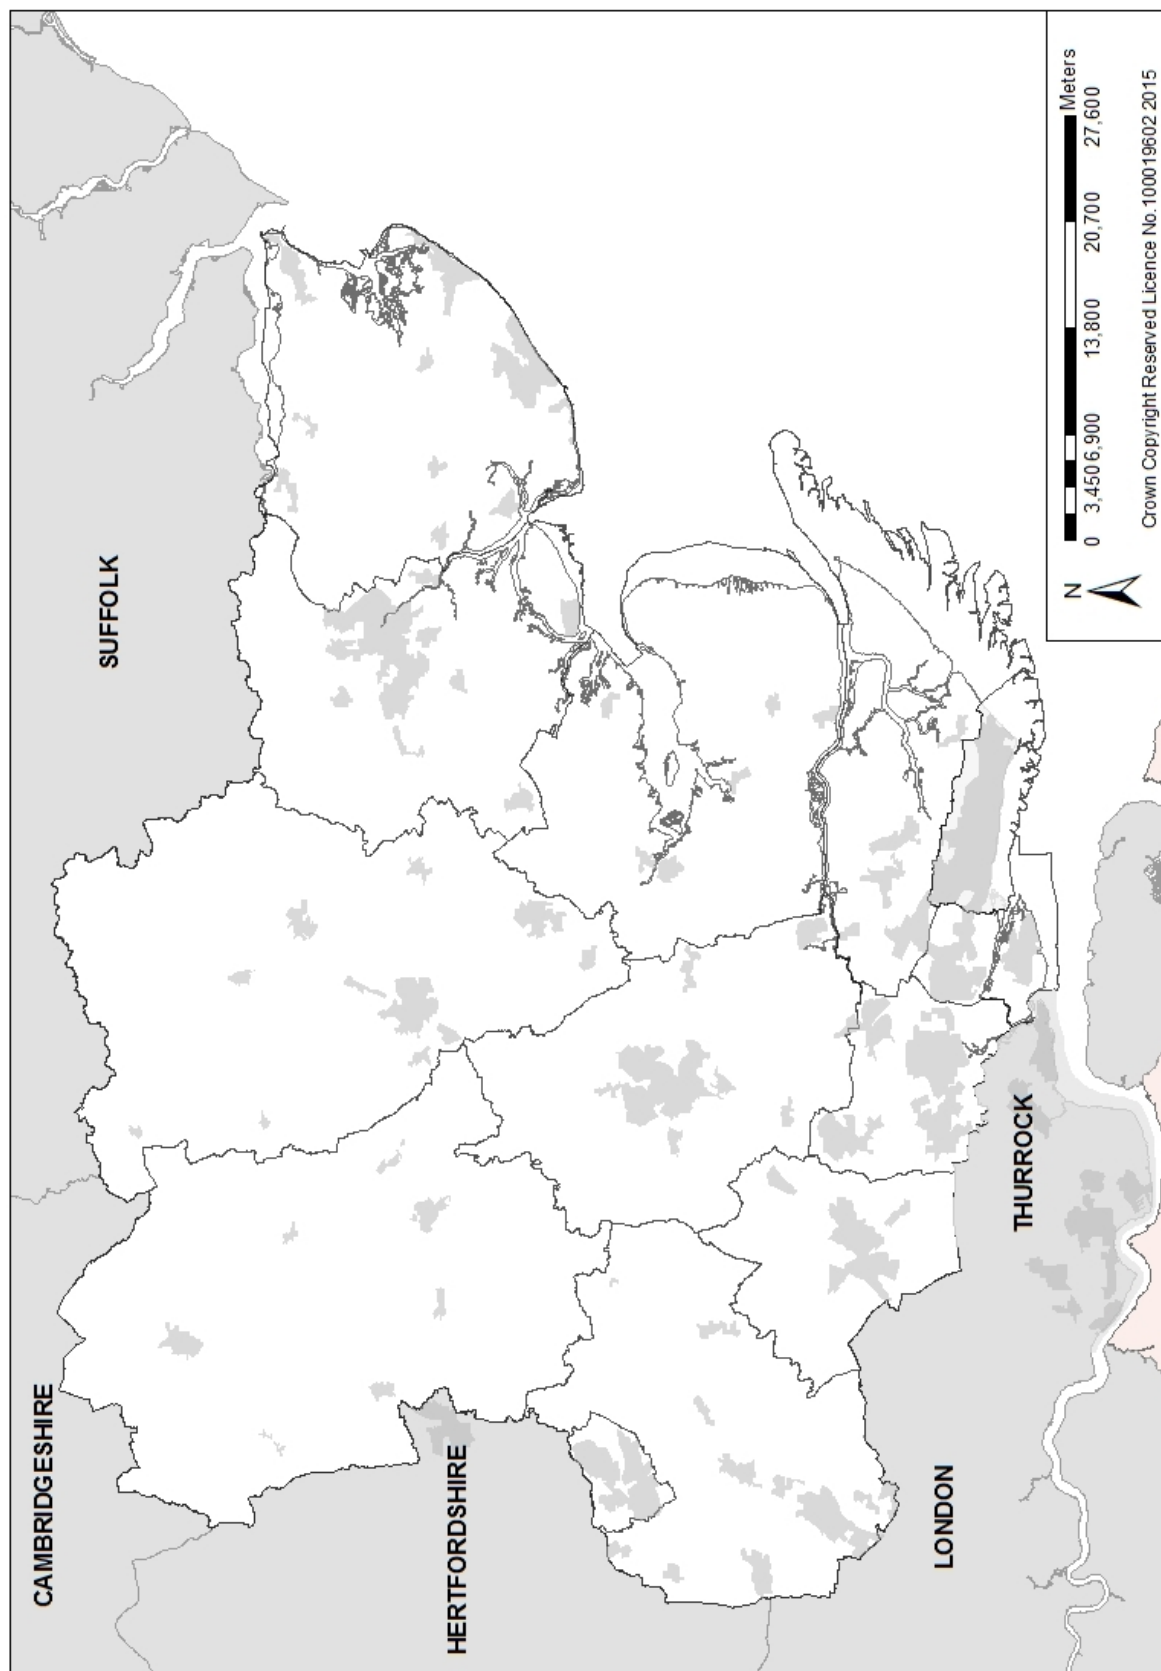 CAMBRIDGESHIRE
SUFFOLK
HERTFORDSHIRE
LONDON
THURROCK
N
0 3,450 6,900 13,800 20,700 27,600
Meters
Crown Copyright Reserved Licence No.100019602 2015